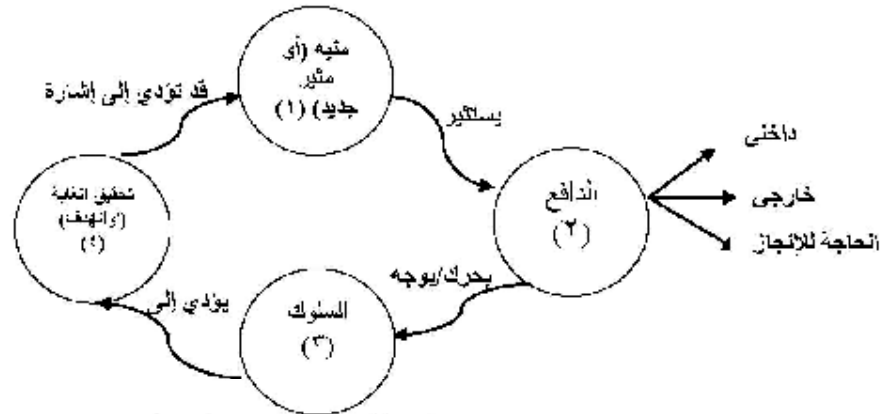 منبه (أي
مثير
جديد) (١)
قد تؤدي إلى إشارة
يستثير
داخلي
خارجي
الحاجة للإنجاز
الدافع
(٢)
تحقيق الغاية
(والهدف)
(٤)
يحرك/يوجه
يؤدي إلى
السلوك
(٣)